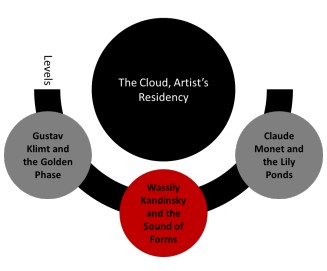 Levels
The Cloud, Artist's
Residency
Gustav
Klimt and
the Golden
Phase
Wassily
Kandinsky
and the
Sound of
Forms
Claude
Monet and
the Lily
Ponds